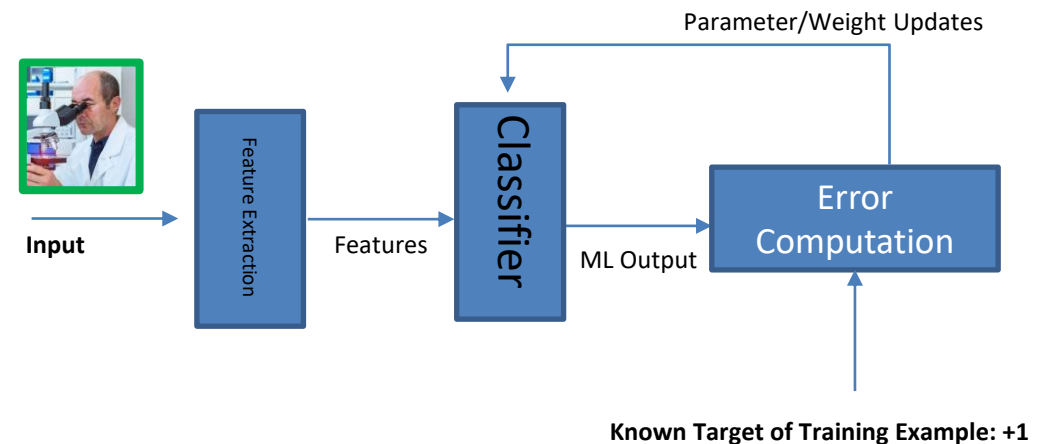 Parameter/Weight Updates
Feature Extraction
Classifier
Error
Computation
Input
Features
ML Output
Known Target of Training Example: +1